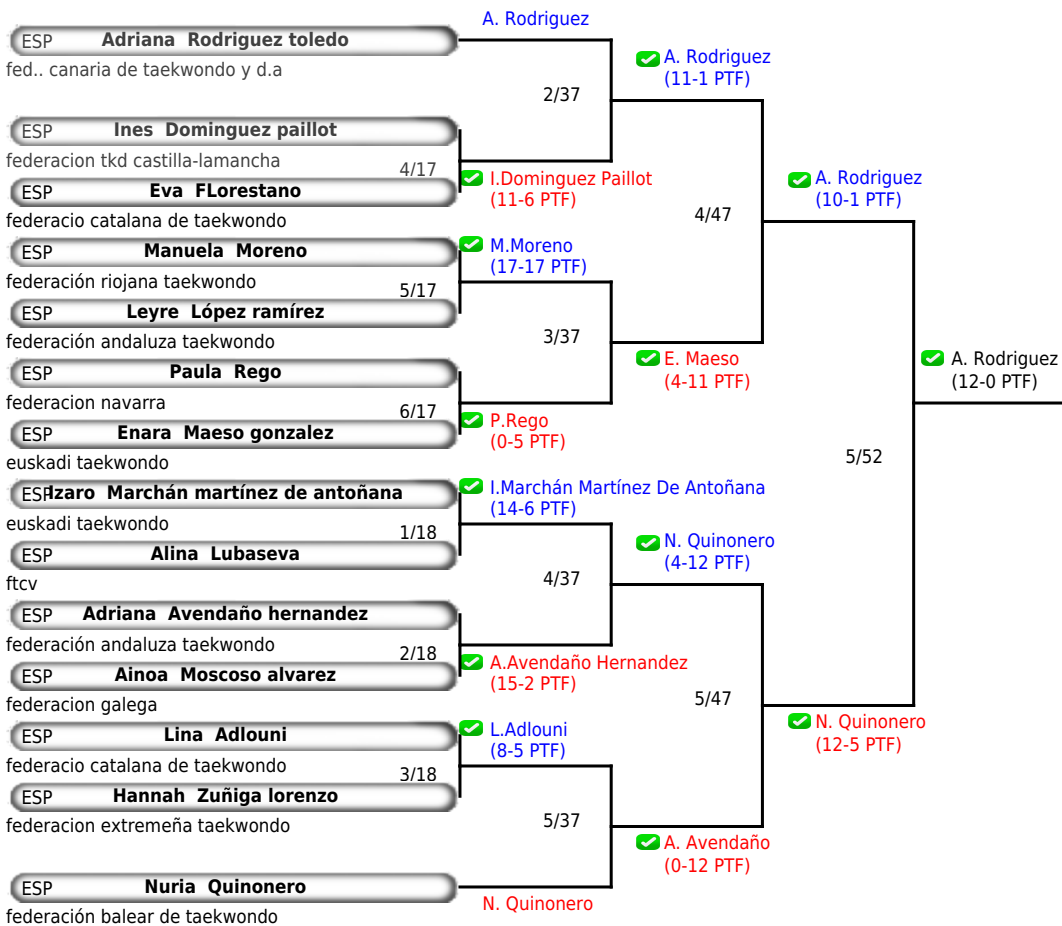 A. Rodriguez
ESP Adriana Rodriguez toledo
fed.. canaria de taekwondo y d.a
A. Rodriguez
(11-1 PTF)
2/37
ESP Ines Dominguez paillot
federacion tkd castilla-lamancha
4/17
I.Dominguez Paillot
(11-6 PTF)
ESP Eva FLorestano
federacio catalana de taekwondo
A. Rodriguez
(10-1 PTF)
4/47
ESP Manuela Moreno
M.Moreno
(17-17 PTF)
federación riojana taekwondo
5/17
ESP Leyre López ramírez
federación andaluza taekwondo
3/37
ESP Paula Rego
E. Maeso
(4-11 PTF)
A. Rodriguez
(12-0 PTF)
federacion navarra
6/17
P.Rego
(0-5 PTF)
ESP Enara Maeso gonzalez
euskadi taekwondo
5/52
ESP Izaro Marchán martínez de antoñana
I.Marchán Martínez De Antoñana
(14-6 PTF)
euskadi taekwondo
1/18
ESP Alina Lubaseva
ftcv
N. Quinonero
(4-12 PTF)
4/37
ESP Adriana Avendaño hernandez
federación andaluza taekwondo
2/18
A.Avendaño Hernandez
(15-2 PTF)
ESP Ainoa Moscoso alvarez
federacion galega
5/47
N. Quinonero
(12-5 PTF)
ESP Lina Adlouni
L.Adlouni
(8-5 PTF)
federacio catalana de taekwondo
3/18
ESP Hannah Zuñiga lorenzo
federacion extremeña taekwondo
5/37
A. Avendaño
(0-12 PTF)
ESP Nuria Quinonero
N. Quinonero
federación balear de taekwondo